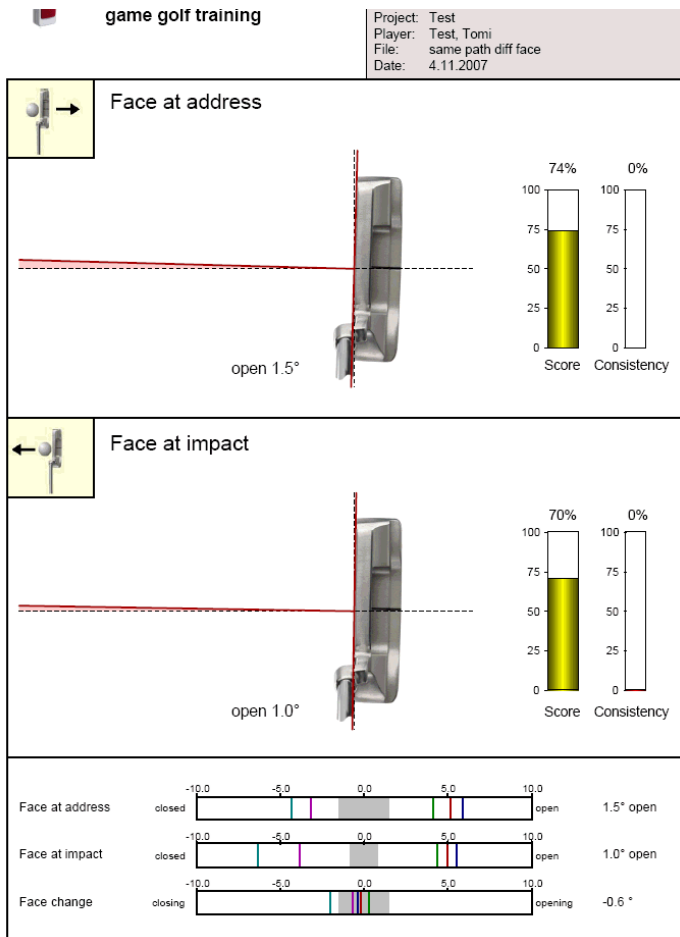 game golf training
Project: Test
Player: Test, Tomi
File: same path diff face
Date: 4.11.2007
Face at address
74% 0%
100 100
75 75
50 50
25 25
0 0
open 1.5°
Score Consistency
Face at impact
70% 0%
100 100
75 75
50 50
25 25
0 0
open 1.0°
Score Consistency
-10.0 -5.0 0.0 5.0 10.0
Face at address closed open 1.5° open
-10.0 -5.0 0.0 5.0 10.0
Face at impact closed open 1.0° open
-10.0 -5.0 0.0 5.0 10.0
Face change closing opening -0.6 °